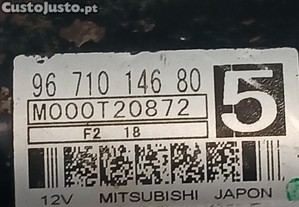 CustoJusto.pt
96 710 146 80
5
M000T20872
F2 18
12V MITSUBISHI JAPON